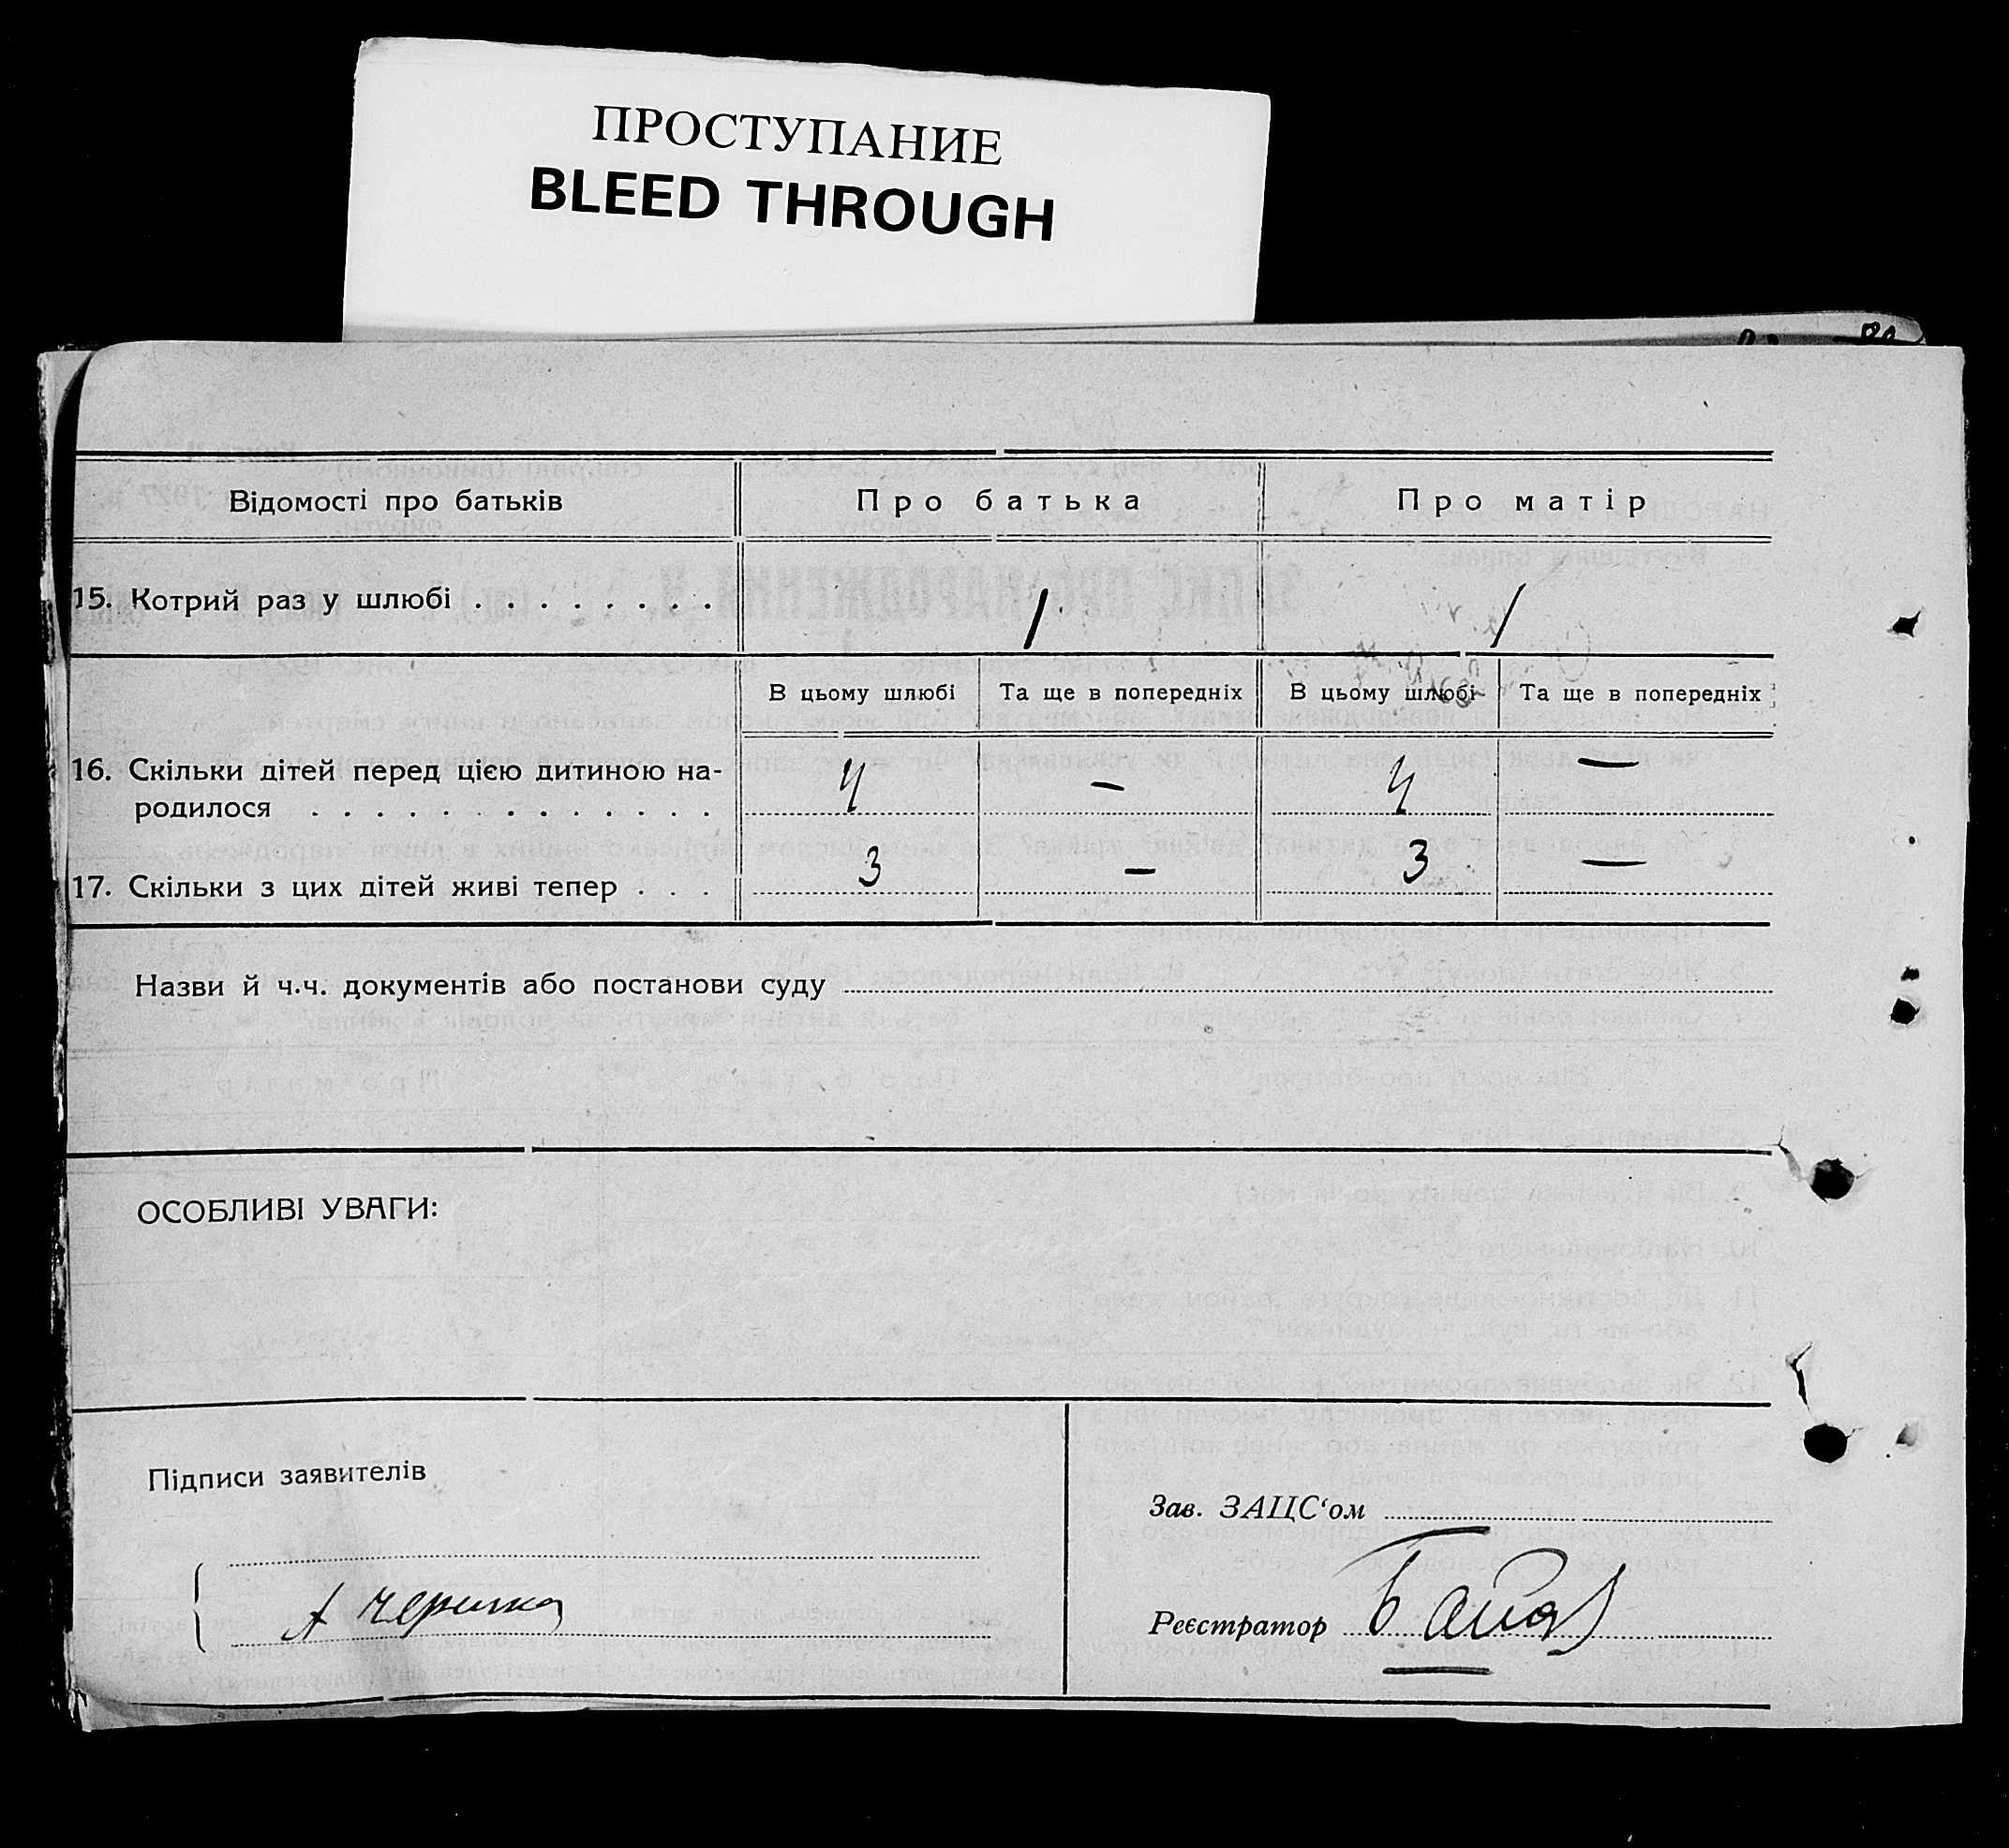 ПРОСТУПАНИЕ
BLEED THROUGH
Відомості про батьків Про батька Про матір
15. Котрий раз у шлюбі . . . . . . . . 1 1
В цьому шлюбі Та ще в попередніх В цьому шлюбі Та ще в попередніх
16. Скільки дітей перед цією дитиною на-
родилося . . . . . . . . . . . . . 4 – 4 –
17. Скільки з цих дітей живі тепер . . . 3 – 3 –
Назви й ч.ч. документів або постанови суду
ОСОБЛИВІ УВАГИ:
Підписи заявителів
Зав. ЗАЦС‘ом
Реєстратор